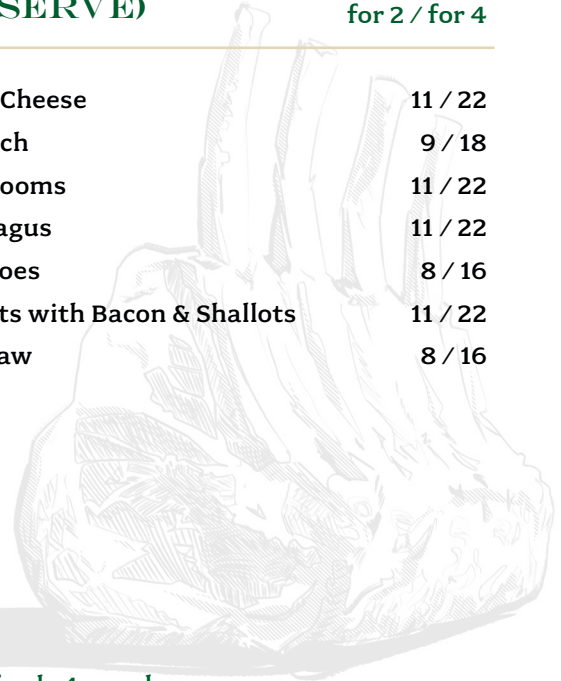 SERVE)
for 2 / for 4
Cheese 11 / 22
ch 9 / 18
ooms 11 / 22
agus 11 / 22
oes 8 / 16
ts with Bacon & Shallots 11 / 22
aw 8 / 16